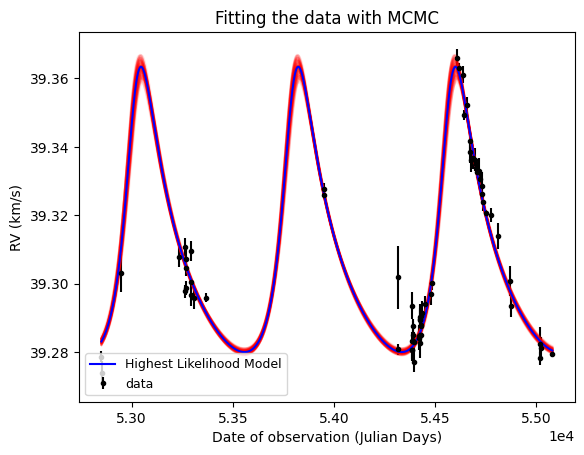 Fitting the data with MCMC
RV (km/s)
39.36
39.34
39.32
39.30
39.28
Highest Likelihood Model
data
5.30 5.35 5.40 5.45 5.50
1e4
Date of observation (Julian Days)